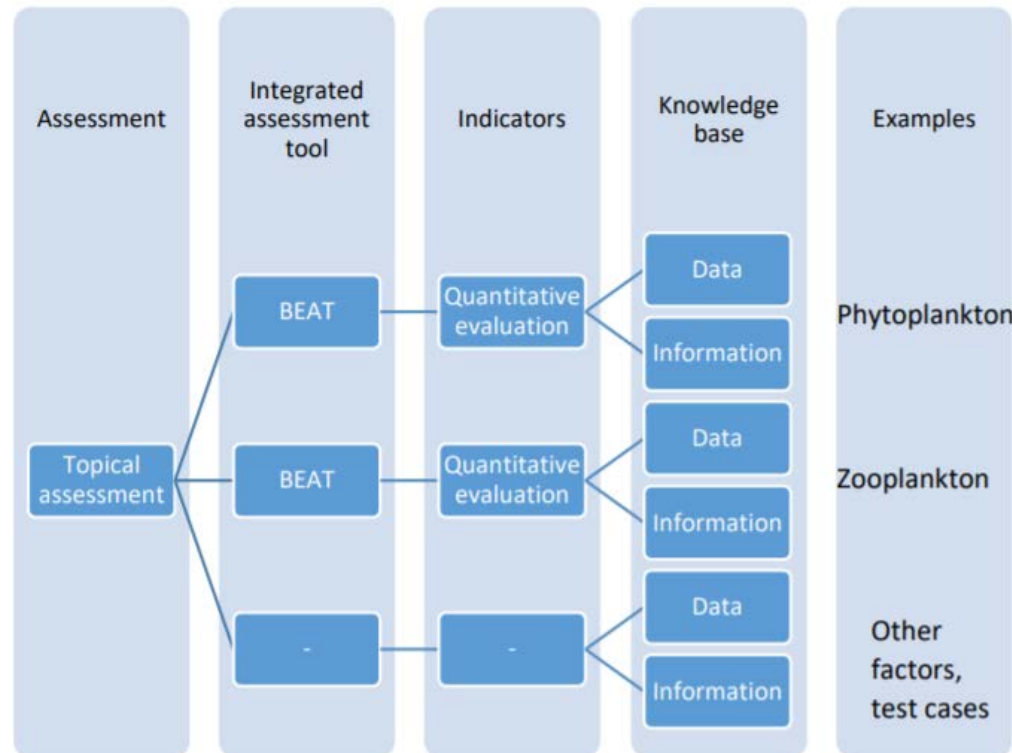 Assessment
Integrated
assessment
tool
Indicators
Knowledge
base
Examples
Topical
assessment
BEAT
Quantitative
evaluation
Data
Information
Phytoplankton
BEAT
Quantitative
evaluation
Data
Information
Zooplankton
-
-
Data
Information
Other
factors,
test cases